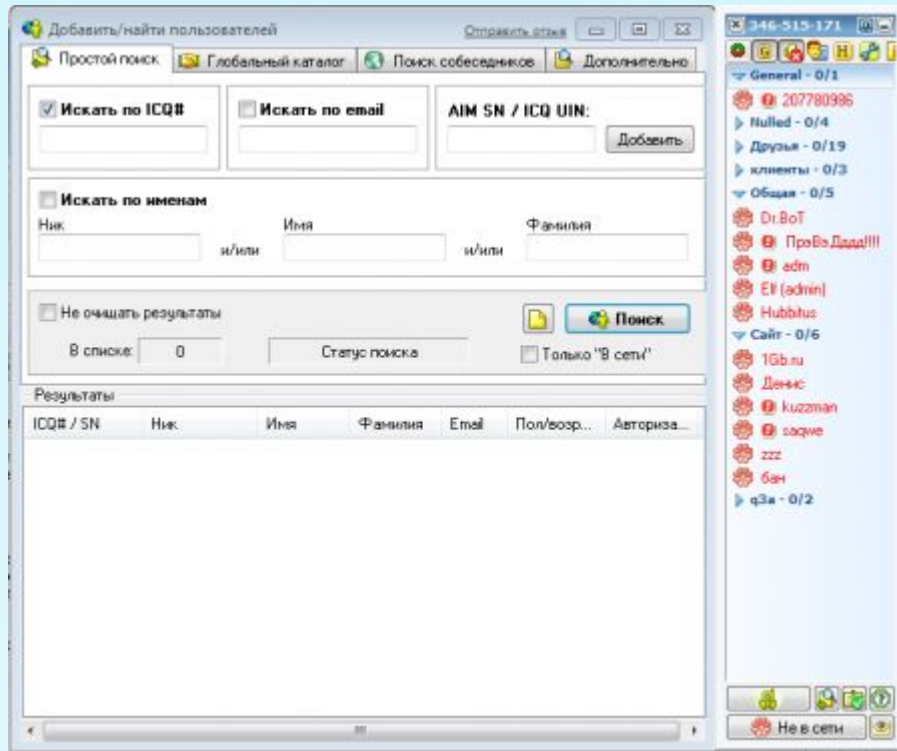 Добавить/найти пользователей
Отправить отзыв
Простой поиск
Глобальный каталог
Поиск собеседников
Дополнительно
Искать по ICQ#
Искать по email
AIM SN / ICQ UIN:
Добавить
Искать по именам
Ник
Имя
Фамилия
и/или
и/или
Не очищать результаты
Поиск
В списке: 0
Статус поиска
Только "В сети"
Результаты
ICQ# / SN Ник Имя Фамилия Email Пол/возр... Авториза...
346-515-171
General - 0/1
207780986
Nulled - 0/4
Друзья - 0/19
клиенты - 0/3
Общая - 0/5
Dr.BoT
ПрэВэДддд!!!!
adm
Elf (admin)
Hubbitus
Сайт - 0/6
1Gb.ru
Денис
kuzzman
saqwe
zzz
бан
q3a - 0/2
Не в сети